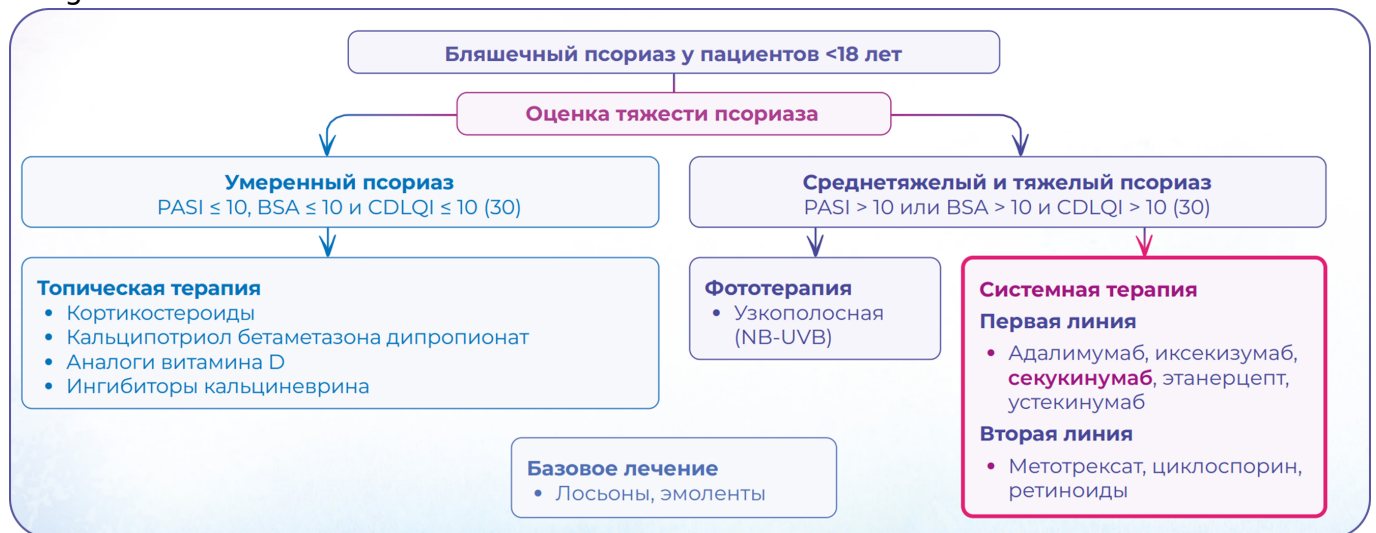 Бляшечный псориаз у пациентов <18 лет
Оценка тяжести псориаза
Умеренный псориаз
PASI ≤ 10, BSA ≤ 10 и CDLQI ≤ 10 (30)
Среднетяжелый и тяжелый псориаз
PASI > 10 или BSA > 10 и CDLQI > 10 (30)
Топическая терапия
• Кортикостероиды
• Кальципотриол бетаметазона дипропионат
• Аналоги витамина D
• Ингибиторы кальциневрина
Фототерапия
• Узкополосная
(NB-UVB)
Системная терапия
Первая линия
• Адалимумаб, иксекизумаб,
секукинумаб, этанерцепт,
устекинумаб
Вторая линия
• Метотрексат, циклоспорин,
ретиноиды
Базовое лечение
• Лосьоны, эмоленты